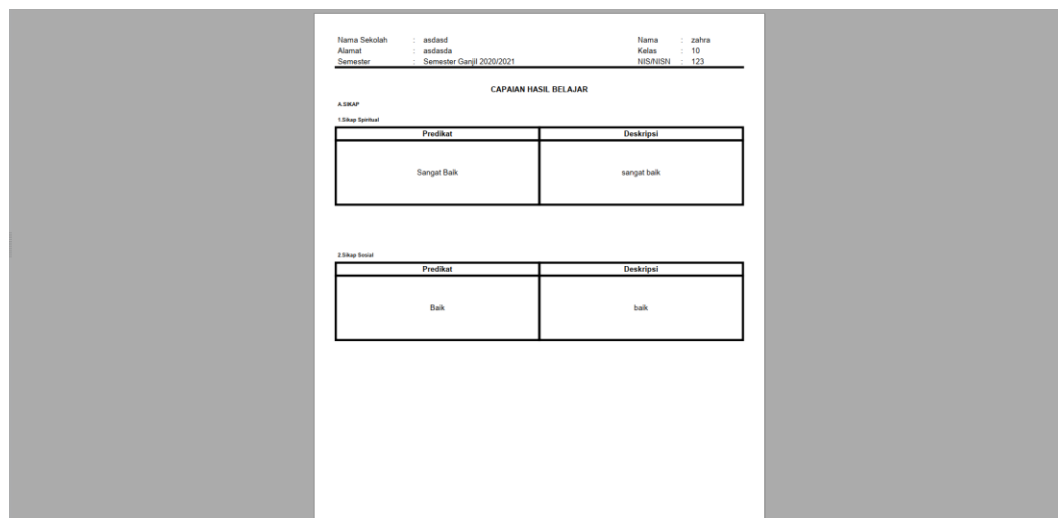 Nama Sekolah : asdasd Nama : zahra
Alamat : asdasda Kelas : 10
Semester : Semester Ganjil 2020/2021 NIS/NISN : 123
CAPAIAN HASIL BELAJAR
A.SIKAP
1.Sikap Spiritual
Predikat Deskripsi
Sangat Baik sangat baik
2.Sikap Sosial
Predikat Deskripsi
Baik baik